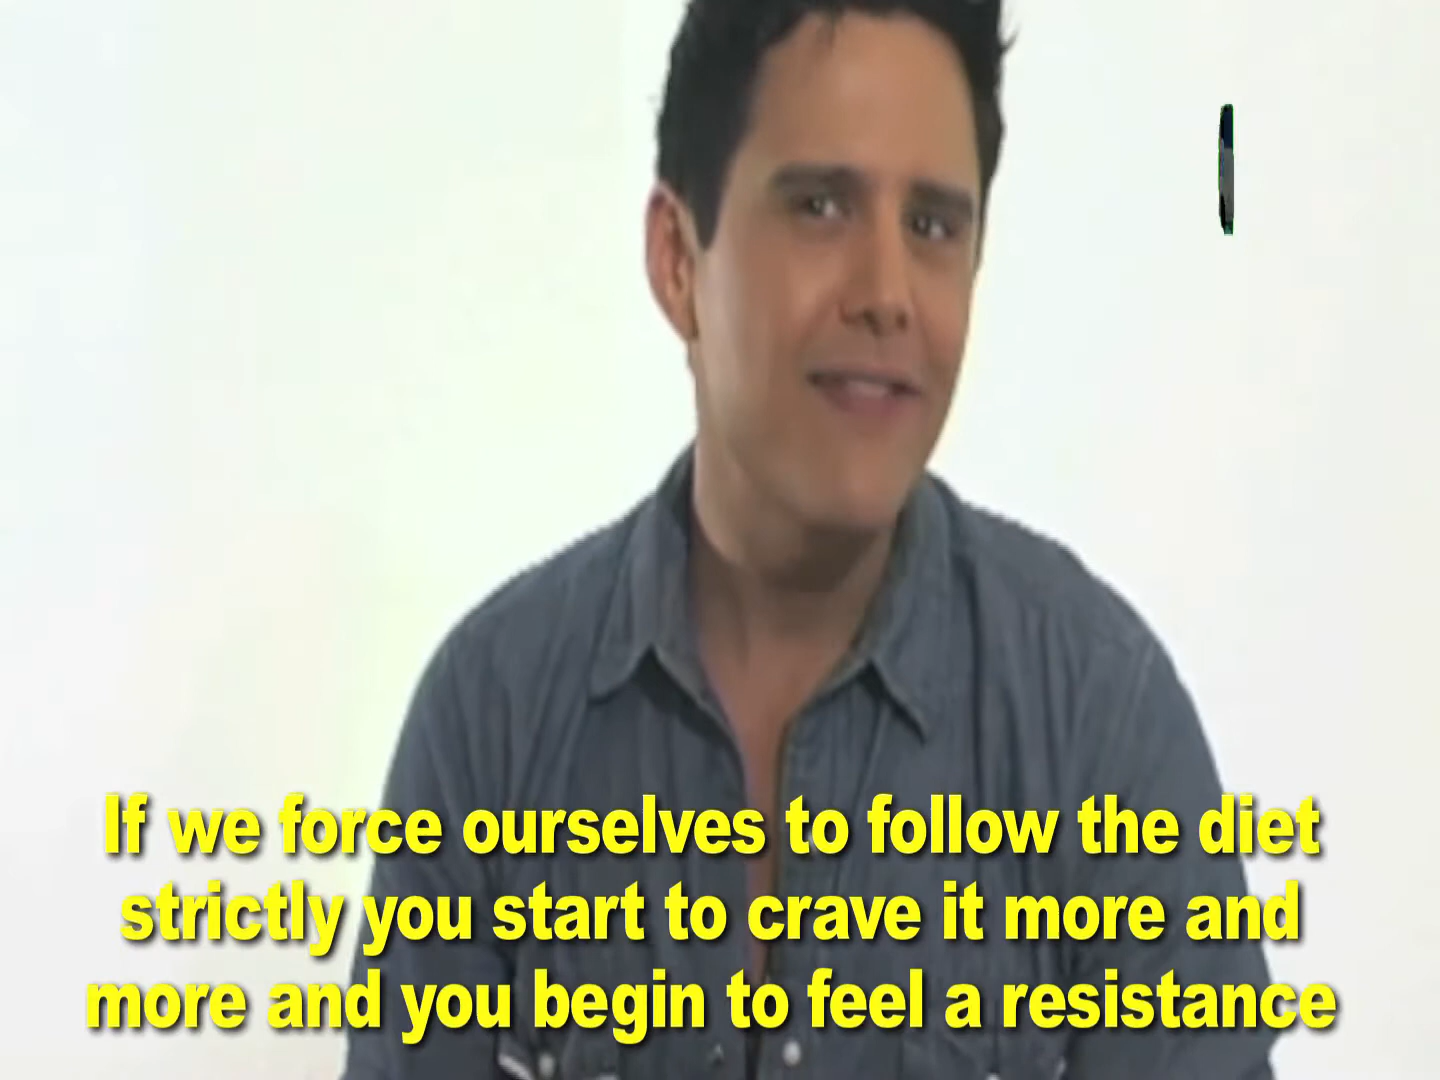 If we force ourselves to follow the diet
strictly you start to crave it more and
more and you begin to feel a resistance